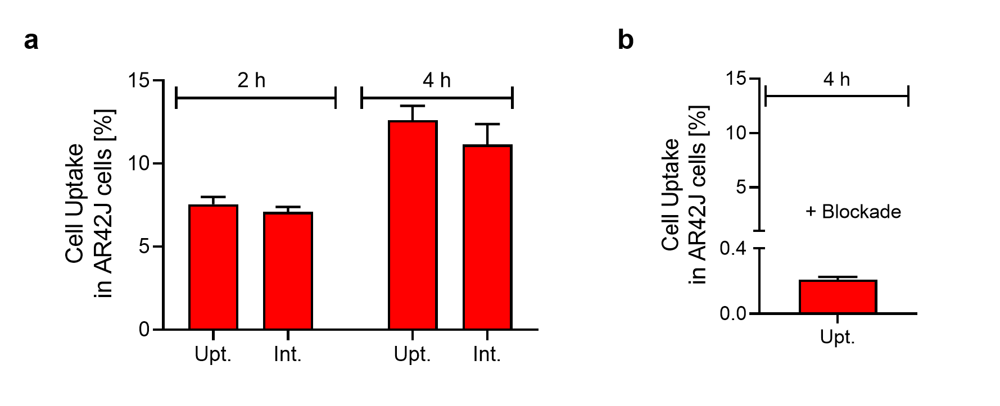 a
2 h
4 h
15
10
5
0
Cell Uptake
in AR42J cells [%]
Upt.
Int.
Upt.
Int.
b
4 h
15
10
5
0.4
0.0
Cell Uptake
in AR42J cells [%]
+ Blockade
Upt.